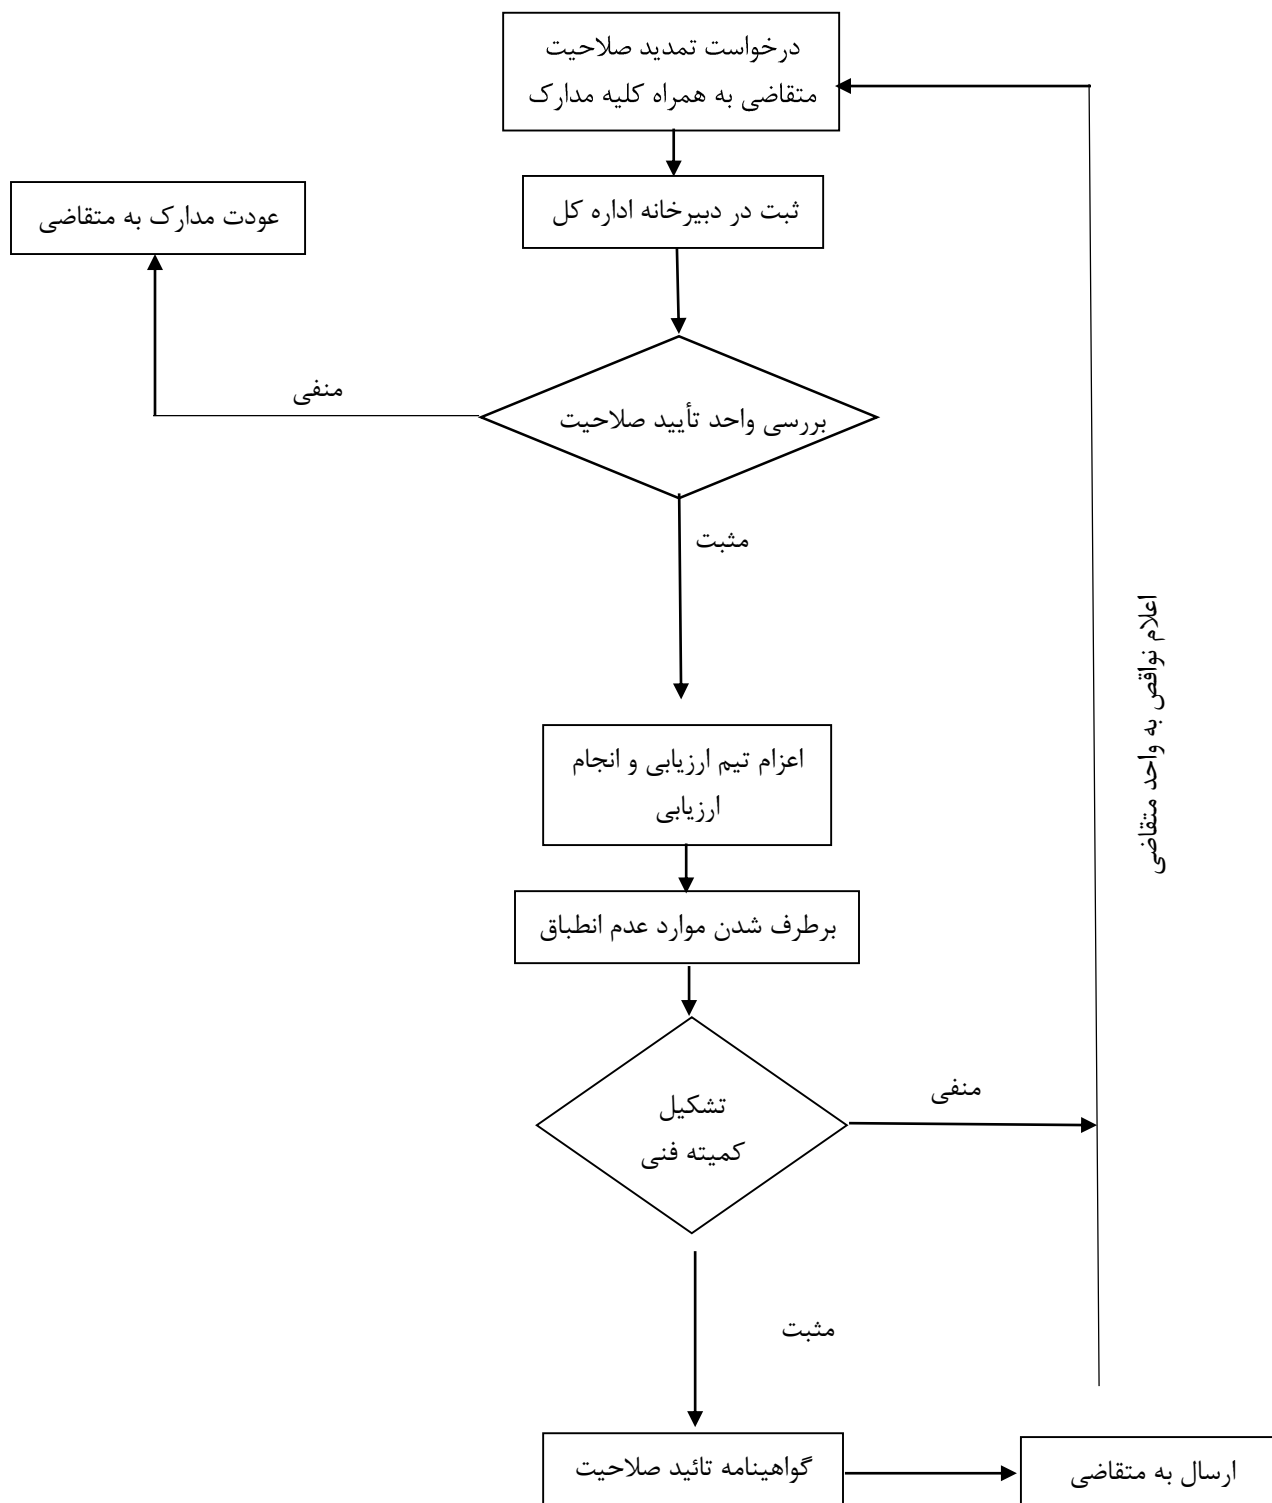 درخواست تمدید صلاحیت
متقاضی به همراه کلیه مدارک
ثبت در دبیرخانه اداره کل
عودت مدارک به متقاضی
منفی
بررسی واحد تأیید صلاحیت
مثبت
اعلام نواقص به واحد متقاضی
اعزام تیم ارزیابی و انجام
ارزیابی
برطرف شدن موارد عدم انطباق
منفی
تشکیل
کمیته فنی
مثبت
گواهینامه تائید صلاحیت
ارسال به متقاضی